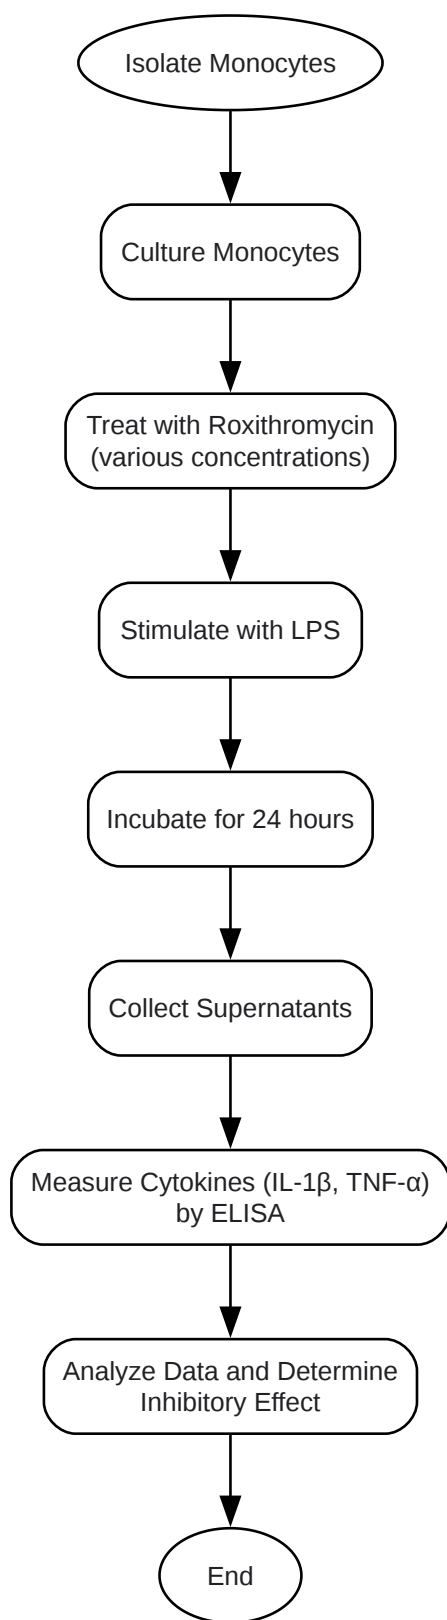 Isolate Monocytes
Culture Monocytes
Treat with Roxithromycin
(various concentrations)
Stimulate with LPS
Incubate for 24 hours
Collect Supernatants
Measure Cytokines (IL-1β, TNF-α)
by ELISA
Analyze Data and Determine
Inhibitory Effect
End